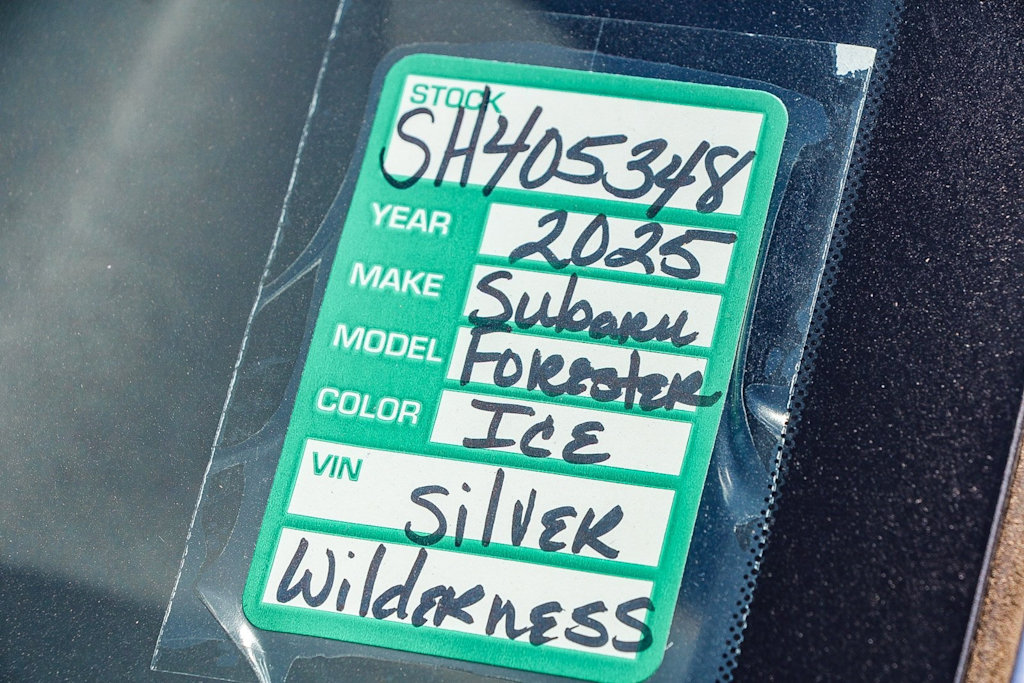 STOCK
SH405348
YEAR 2025
MAKE Subaru
MODEL Forester
COLOR ICE
VIN Silver
Wilderness